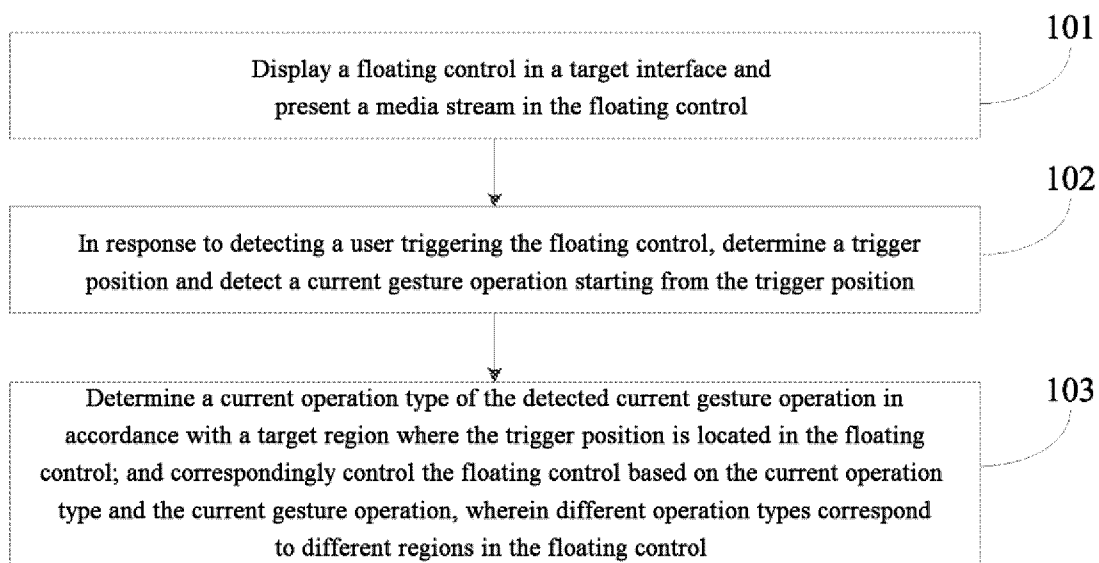 101
Display a floating control in a target interface and
present a media stream in the floating control
102
In response to detecting a user triggering the floating control, determine a trigger
position and detect a current gesture operation starting from the trigger position
103
Determine a current operation type of the detected current gesture operation in
accordance with a target region where the trigger position is located in the floating
control; and correspondingly control the floating control based on the current operation
type and the current gesture operation, wherein different operation types correspond
to different regions in the floating control